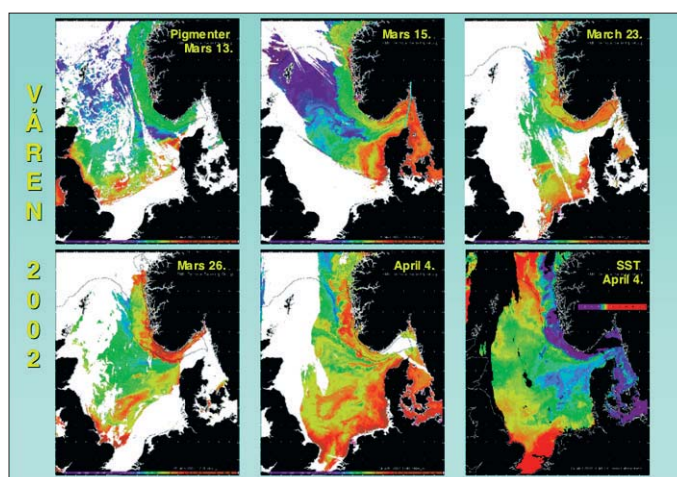 VÅREN
2002
Pigmenter
Mars 13.
Mars 15.
March 23.
Mars 26.
April 4.
SST
April 4.